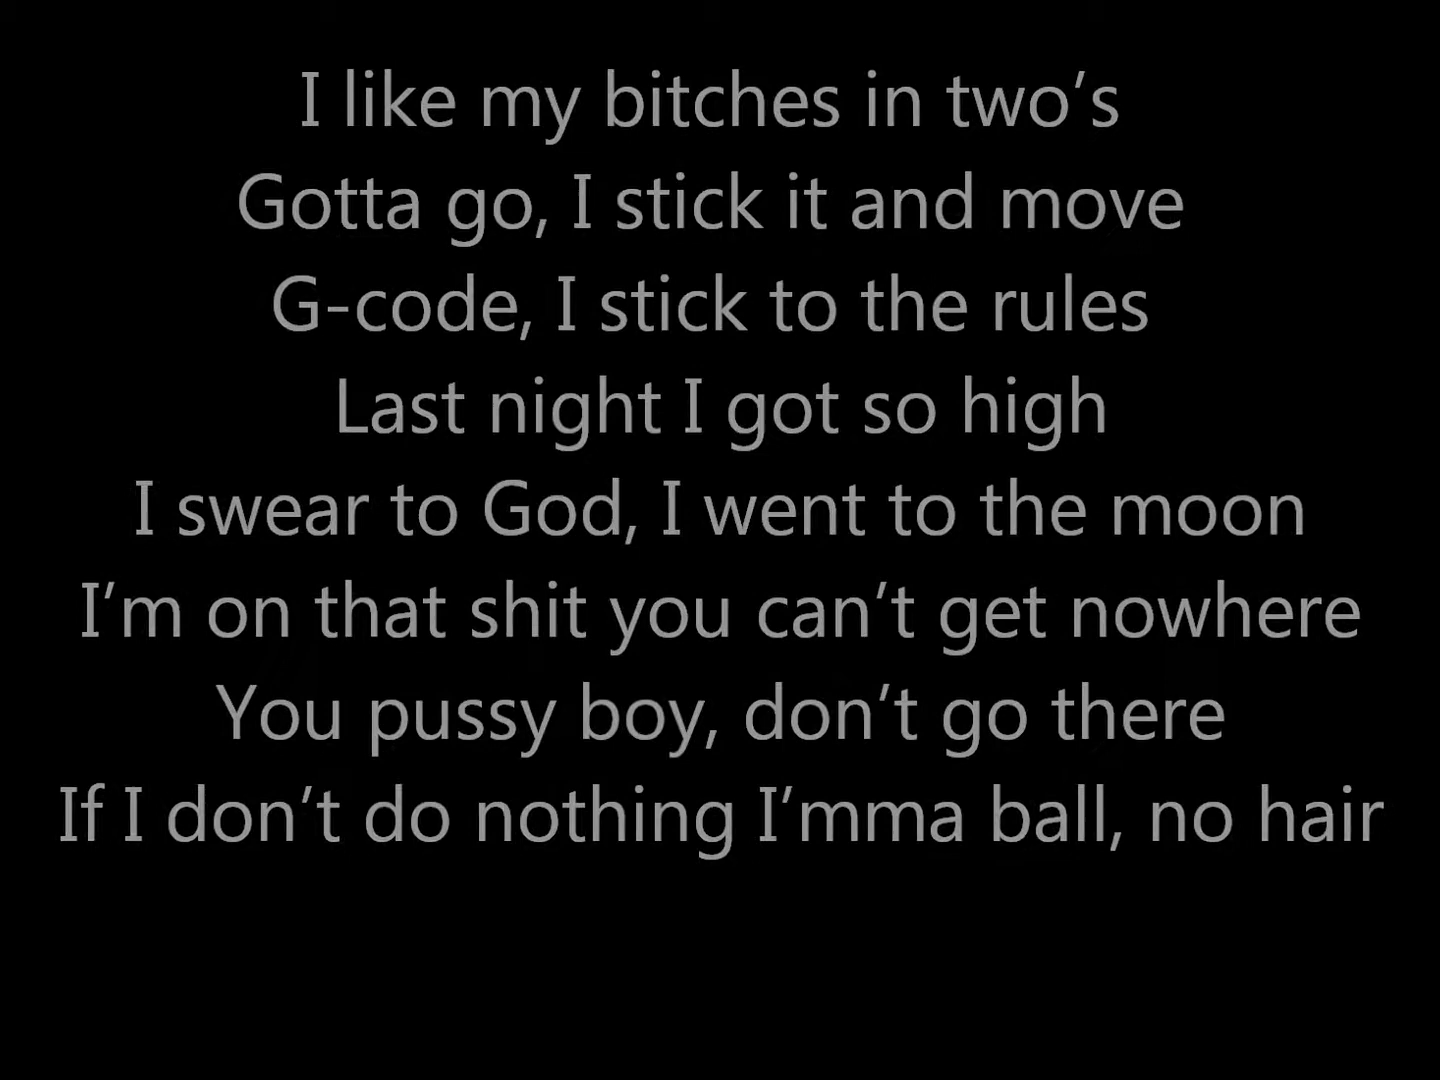 I like my bitches in two’s
Gotta go, I stick it and move
G-code, I stick to the rules
Last night I got so high
I swear to God, I went to the moon
I’m on that shit you can’t get nowhere
You pussy boy, don’t go there
If I don’t do nothing I’mma ball, no hair